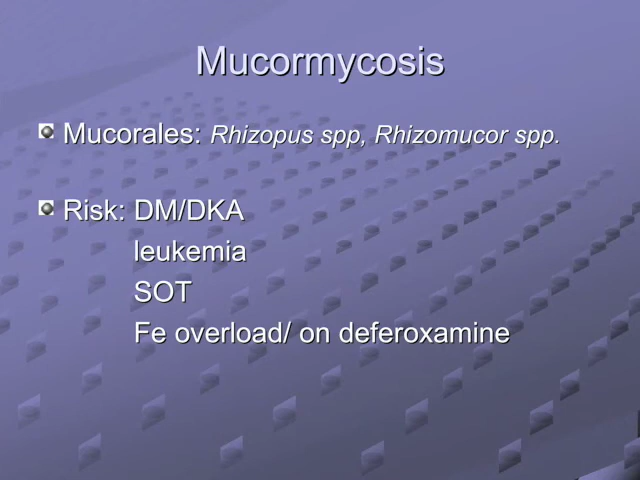 Mucormycosis
Mucorales: Rhizopus spp, Rhizomucor spp.
Risk: DM/DKA
leukemia
SOT
Fe overload/ on deferoxamine